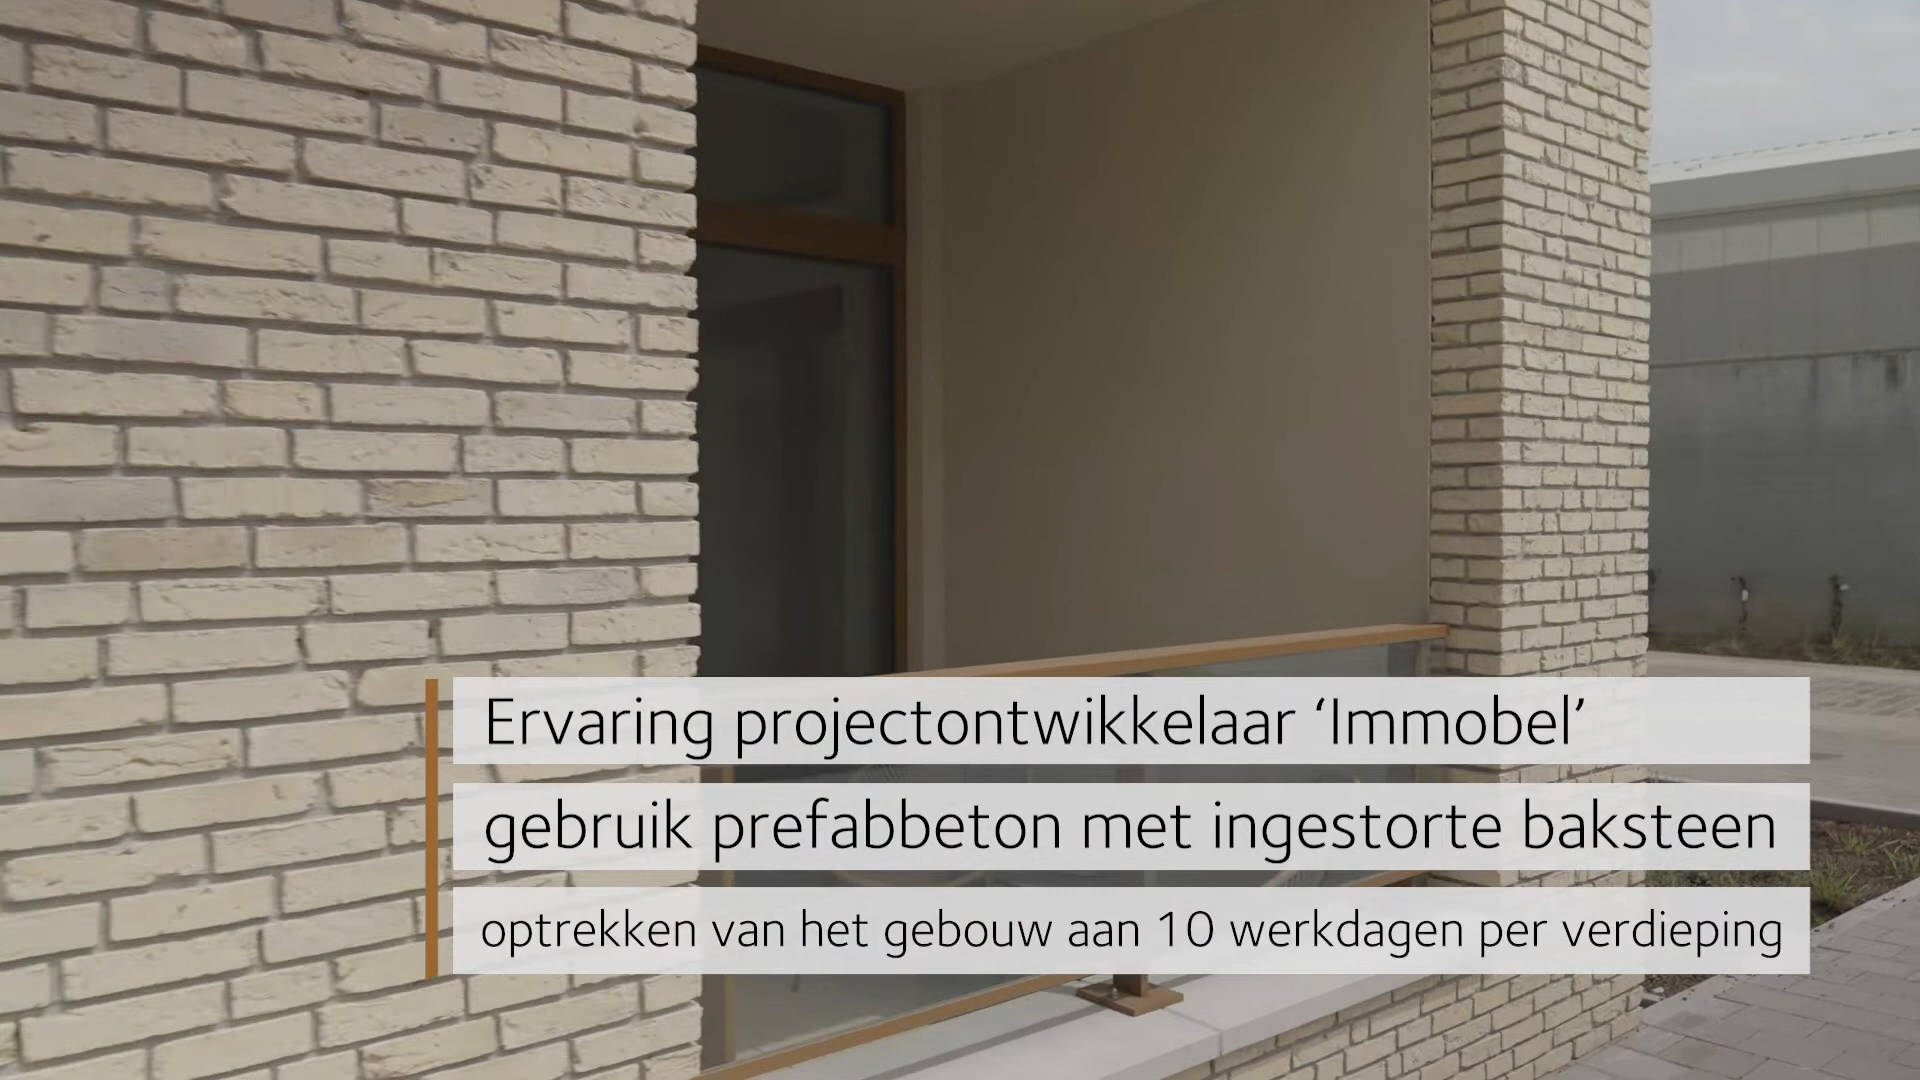 Ervaring projectontwikkelaar ‘Immobel’
gebruik prefabbeton met ingestorte baksteen
optrekken van het gebouw aan 10 werkdagen per verdieping